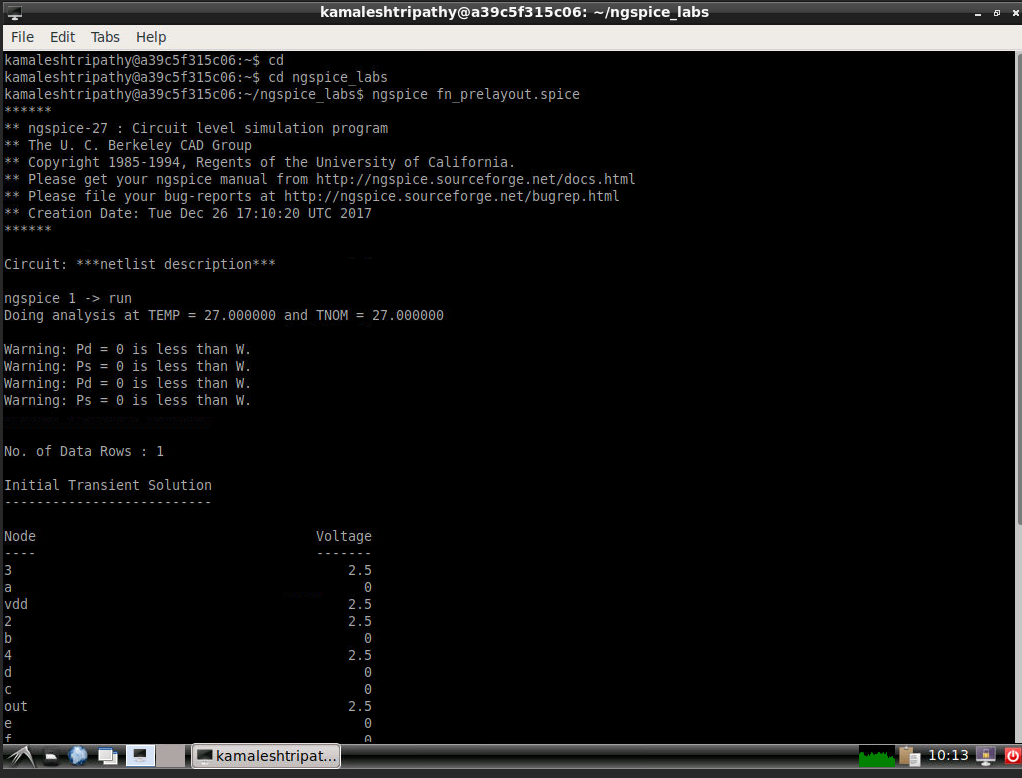 kamaleshtripathy@a39c5f315c06: ~/ngspice_labs
File Edit Tabs Help
kamaleshtripathy@a39c5f315c06:~$ cd
kamaleshtripathy@a39c5f315c06:~$ cd ngspice_labs
kamaleshtripathy@a39c5f315c06:~/ngspice_labs$ ngspice fn_prelayout.spice
******
** ngspice-27 : Circuit level simulation program
** The U. C. Berkeley CAD Group
** Copyright 1985-1994, Regents of the University of California.
** Please get your ngspice manual from http://ngspice.sourceforge.net/docs.html
** Please file your bug-reports at http://ngspice.sourceforge.net/bugrep.html
** Creation Date: Tue Dec 26 17:10:20 UTC 2017
******
Circuit: ***netlist description***
ngspice 1 -> run
Doing analysis at TEMP = 27.000000 and TNOM = 27.000000
Warning: Pd = 0 is less than W.
Warning: Ps = 0 is less than W.
Warning: Pd = 0 is less than W.
Warning: Ps = 0 is less than W.
No. of Data Rows : 1
Initial Transient Solution
--------------------------
Node Voltage
---- -------
3 2.5
a 0
vdd 2.5
2 2.5
b 0
4 2.5
d 0
c 0
out 2.5
e 0
f 0
kamaleshtripat...
10:13